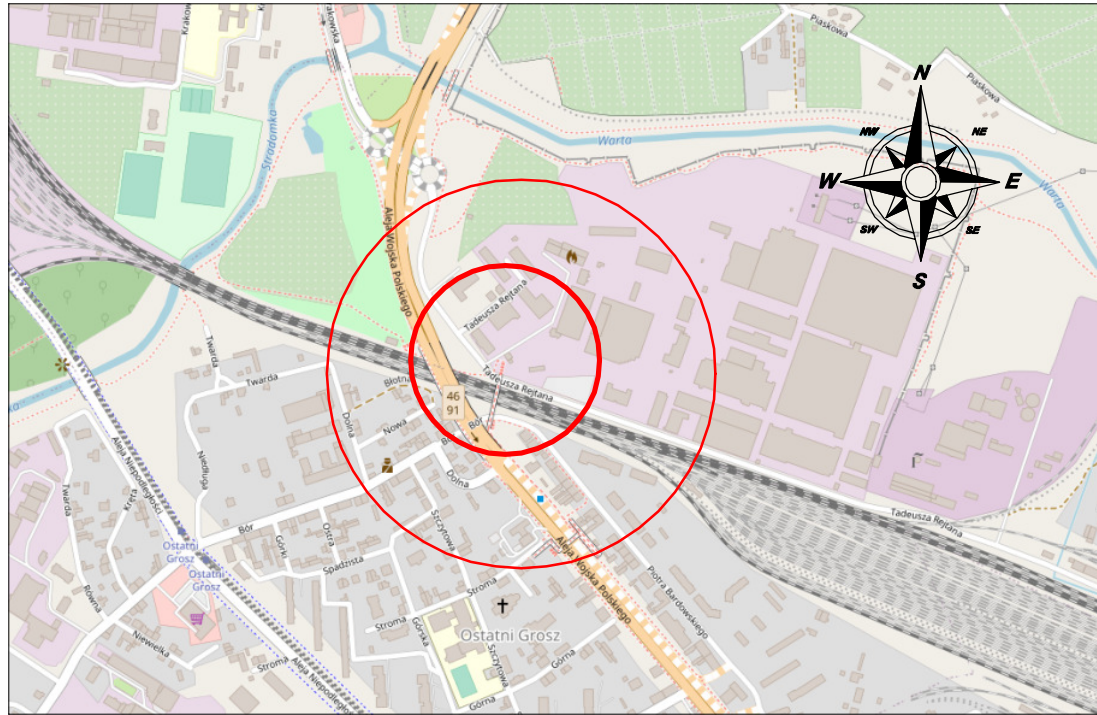 Krakowska
Krakowska
Piaskowa
Piaskowa
Stradomka
Warta
Warta
N
NW
NE
W
E
SW
SE
S
Aleja Wojska Polskiego
Tadeusza Rejtana
Tadeusza Rejtana
Twarda
Twarda
Błotna
46
91
Dolna
Nowa
Bór
Dolna
Aleja Niepodległości
Niedługa
Twarda
Kręta
Szczytowa
Tadeusza Rejtana
Bór
Ostra
Górki
Ostatni
Grosz
Ostatni
Grosz
Spadzista
Aleja Wojska Polskiego
Stroma
Piotra Bardowskiego
Równa
Stroma
Górska
Ostatni Grosz
Niewielka
Stroma
Aleja Niepodległości
Szczytowa
Górna
Górna